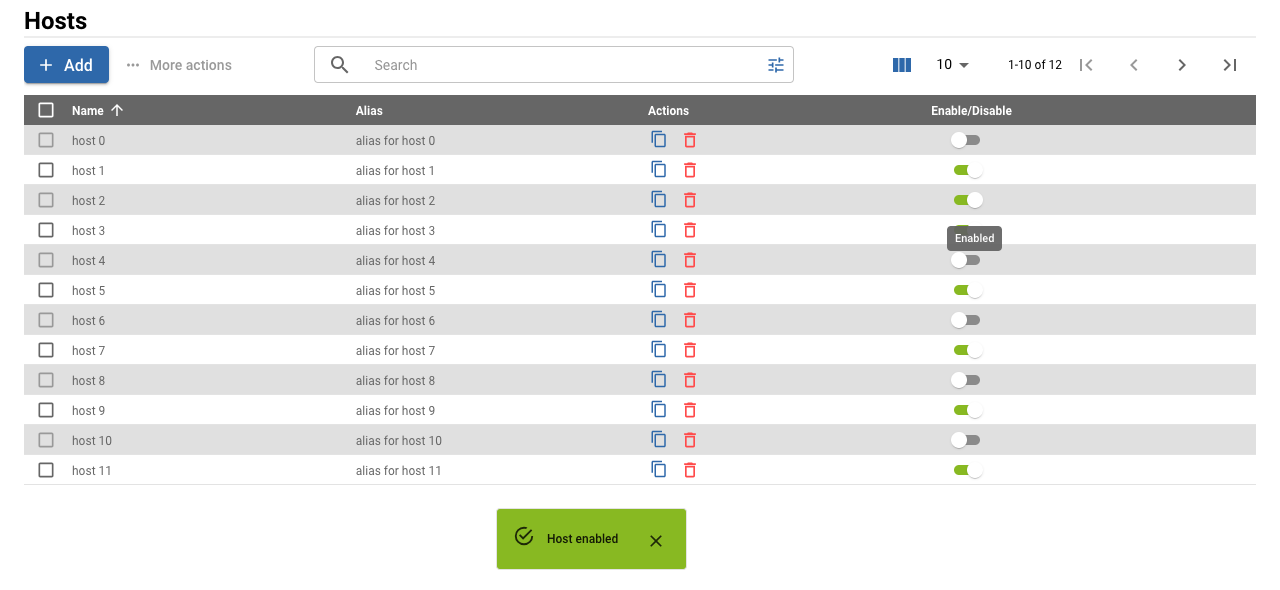 Hosts
+ Add ... More actions Search 10 1-10 of 12
Name Alias Actions Enable/Disable
host 0 alias for host 0
host 1 alias for host 1
host 2 alias for host 2
host 3 alias for host 3
Enabled
host 4 alias for host 4
host 5 alias for host 5
host 6 alias for host 6
host 7 alias for host 7
host 8 alias for host 8
host 9 alias for host 9
host 10 alias for host 10
host 11 alias for host 11
Host enabled